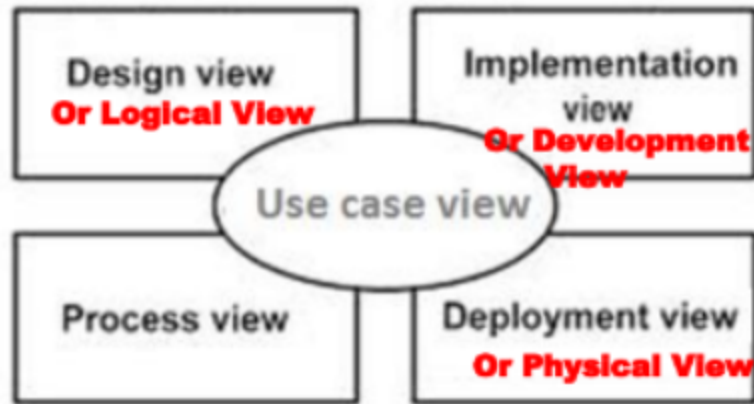 Design view
Or Logical View
Implementation
view
Or Development
View
Use case view
Process view
Deployment view
Or Physical View